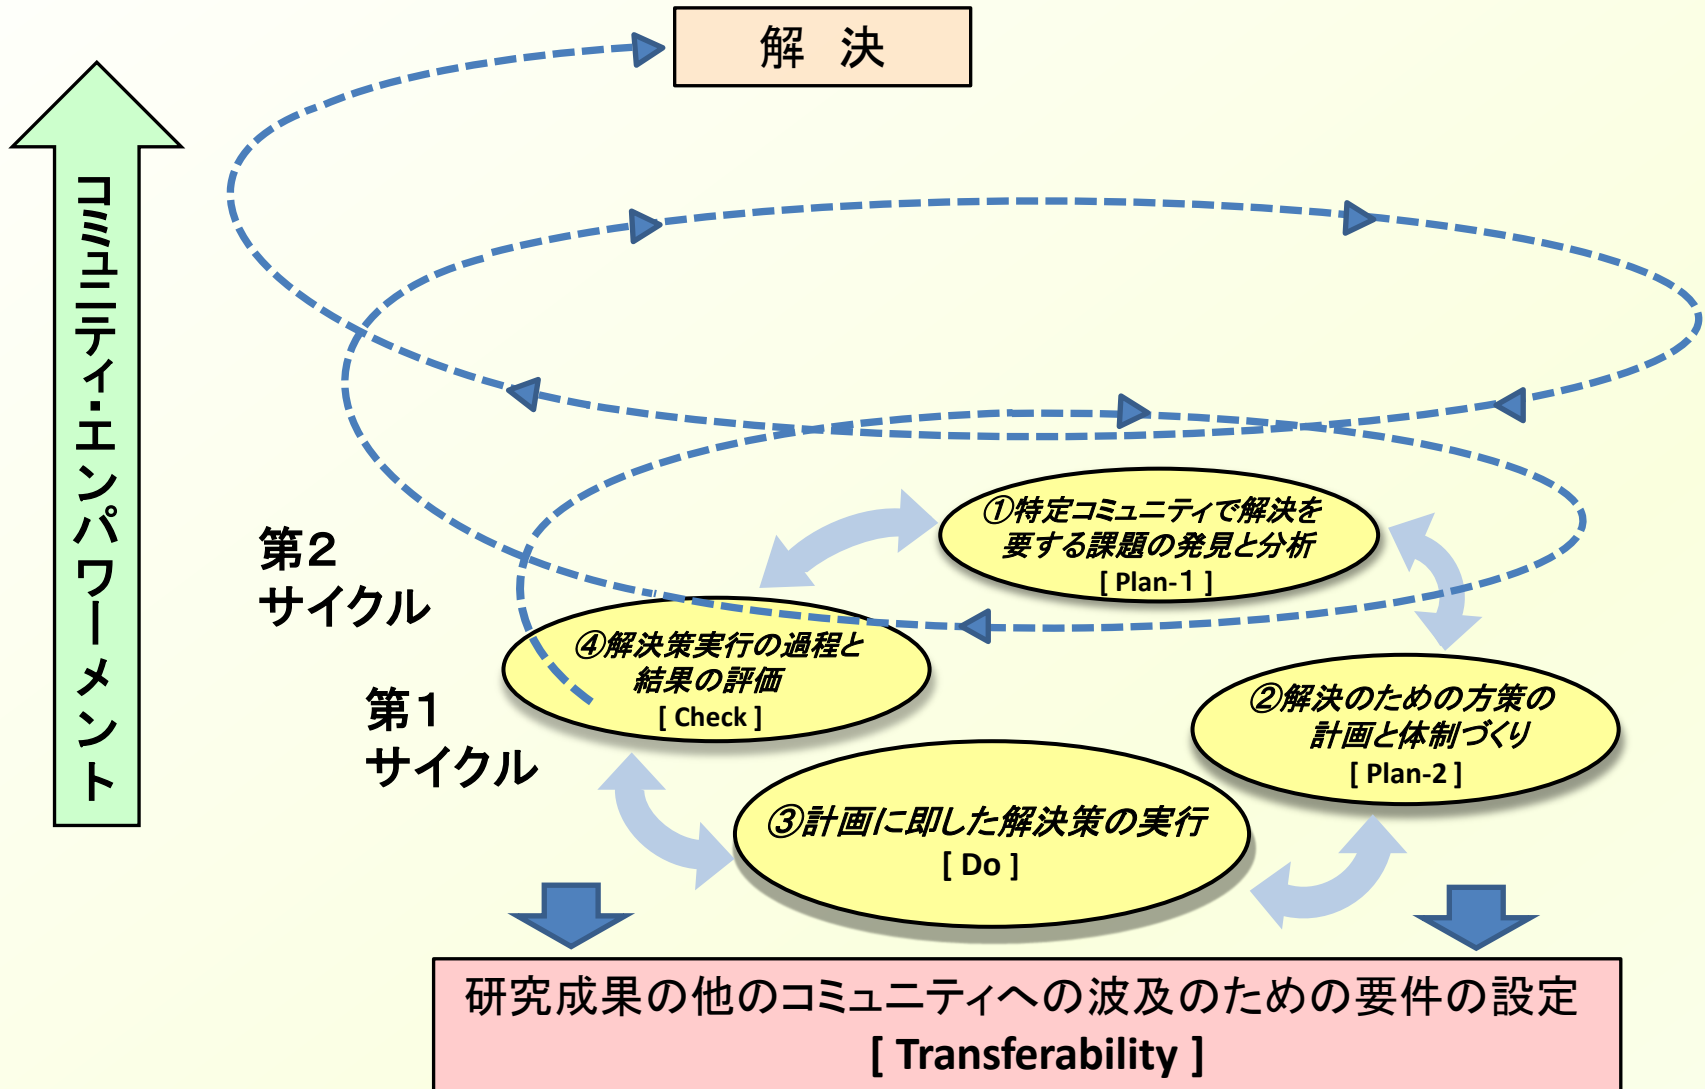 解　決
コミュニティ・エンパワーメント
①特定コミュニティで解決を
要する課題の発見と分析
[ Plan-１ ]
第２
サイクル
④解決策実行の過程と
結果の評価
[ Check ]
②解決のための方策の
計画と体制づくり
[ Plan-2 ]
第１
サイクル
③計画に即した解決策の実行
[ Do ]
研究成果の他のコミュニティへの波及のための要件の設定
[ Transferability ]